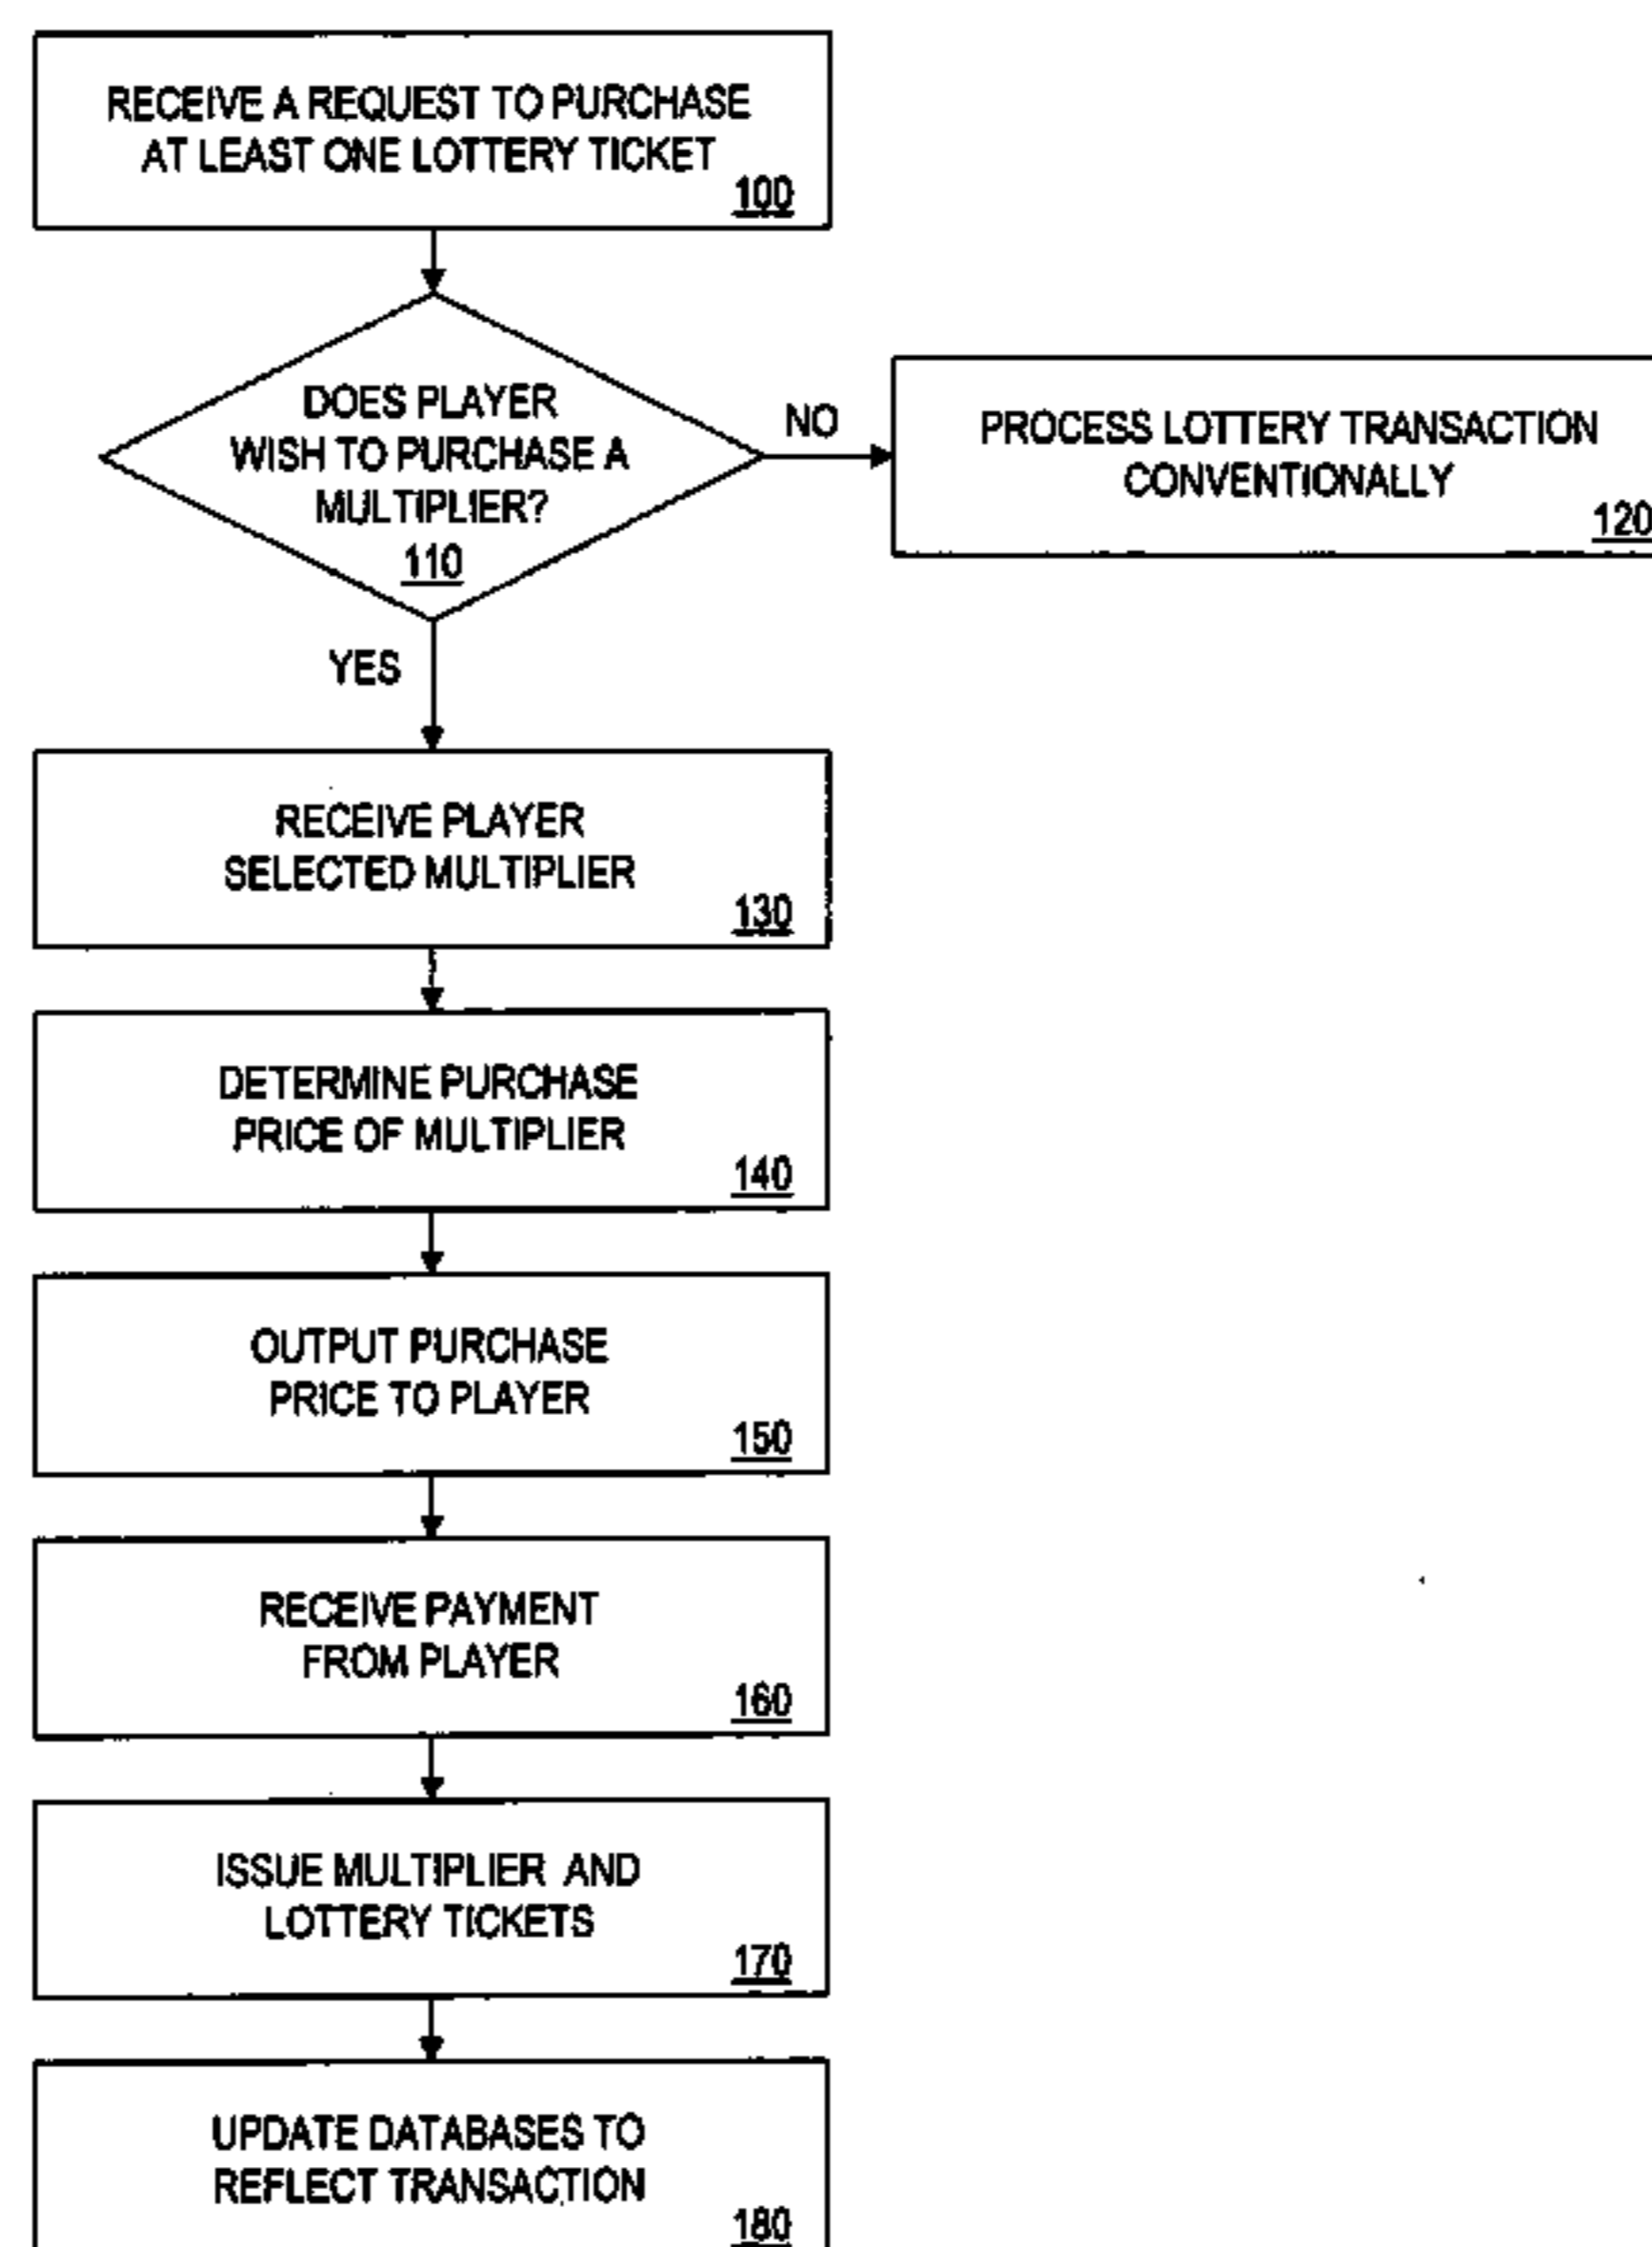 RECEIVE A REQUEST TO PURCHASE
AT LEAST ONE LOTTERY TICKET
100
DOES PLAYER
WISH TO PURCHASE A
MULTIPLIER?
110
NO
PROCESS LOTTERY TRANSACTION
CONVENTIONALLY
120
YES
RECEIVE PLAYER
SELECTED MULTIPLIER
130
DETERMINE PURCHASE
PRICE OF MULTIPLIER
140
OUTPUT PURCHASE
PRICE TO PLAYER
150
RECEIVE PAYMENT
FROM PLAYER
160
ISSUE MULTIPLIER AND
LOTTERY TICKETS
170
UPDATE DATABASES TO
REFLECT TRANSACTION
180